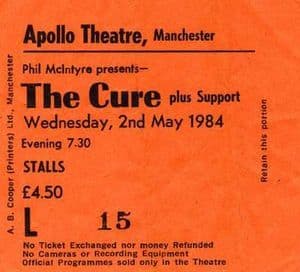 Apollo Theatre, Manchester
Phil McIntyre presents—
The Cure plus Support
Wednesday, 2nd May 1984
Evening 7·30
STALLS
£4.50
L 15
No Ticket Exchanged nor money Refunded
No Cameras or Recording Equipment
Official Programmes sold only in the Theatre
A. B. Cooper (Printers) Ltd., Manchester
Retain this portion